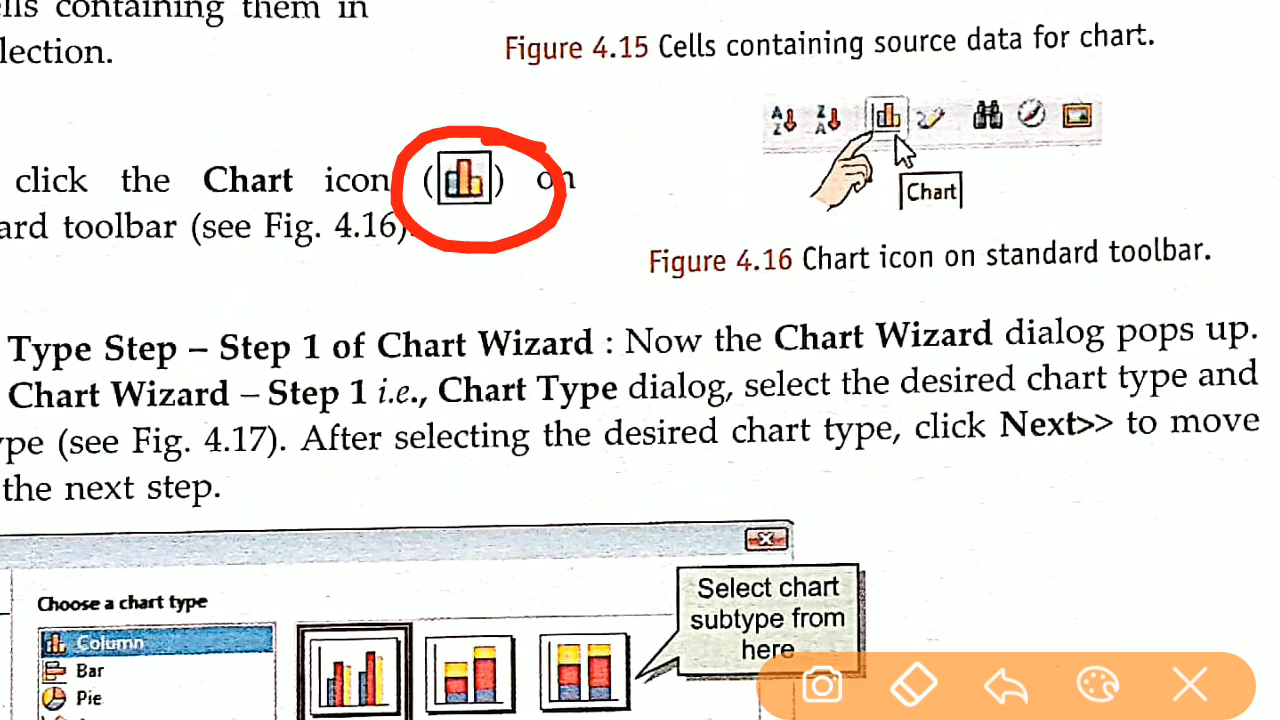 ells containing them in
lection.
Figure 4.15 Cells containing source data for chart.
click the Chart icon ( ) on
ard toolbar (see Fig. 4.16).
Chart
Figure 4.16 Chart icon on standard toolbar.
Type Step – Step 1 of Chart Wizard : Now the Chart Wizard dialog pops up.
Chart Wizard – Step 1 i.e., Chart Type dialog, select the desired chart type and
ype (see Fig. 4.17). After selecting the desired chart type, click Next>> to move
the next step.
Choose a chart type
Column
Bar
Pie
Select chart
subtype from
here